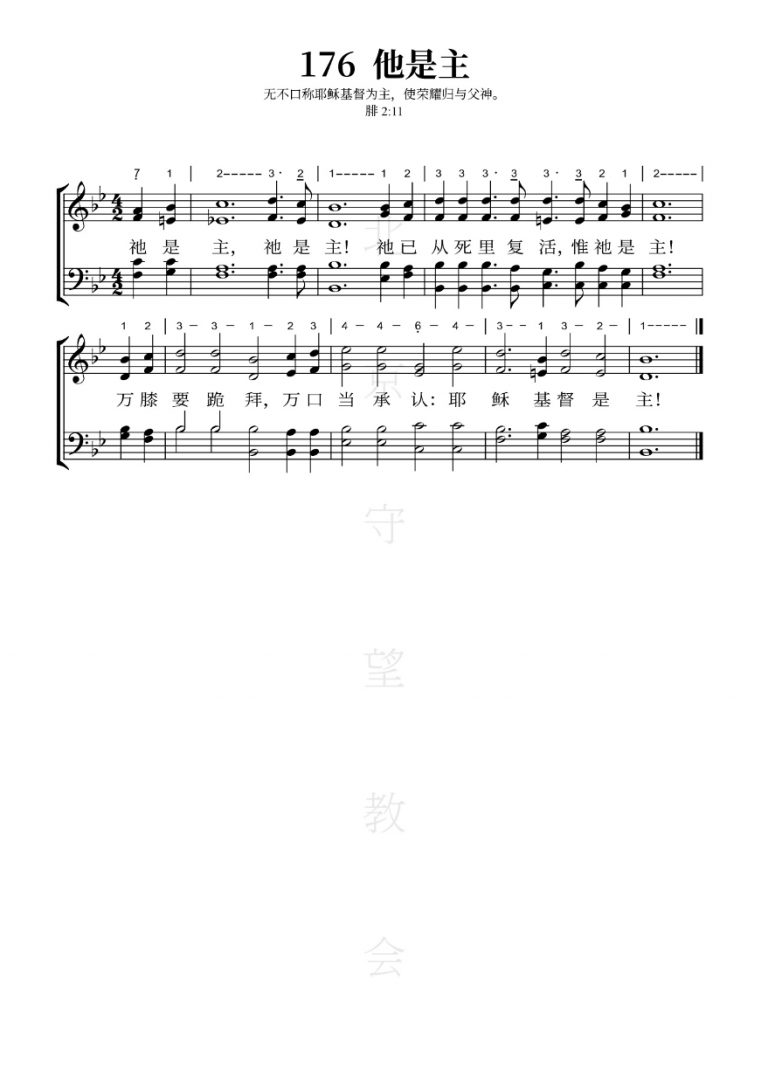 176 他是主
无不口称耶稣基督为主，使荣耀归与父神。
腓 2:11
7 1 | 2----- 3· 2 | 1----- 1 2 | 3 3 3· 3 3· 3 2 1 | 2----- |
祂 是 主， 祂 是 主！ 祂 已 从 死 里 复 活，惟 祂 是 主！
1 2 | 3 – 3 – 1 – 2 3 | 4 – 4 – 6 – 4 – | 3 – – 1 3 – 2 – | 1-----
万 膝 要 跪 拜，万 口 当 承 认：耶 稣 基 督 是 主！
北
京
守
望
教
会